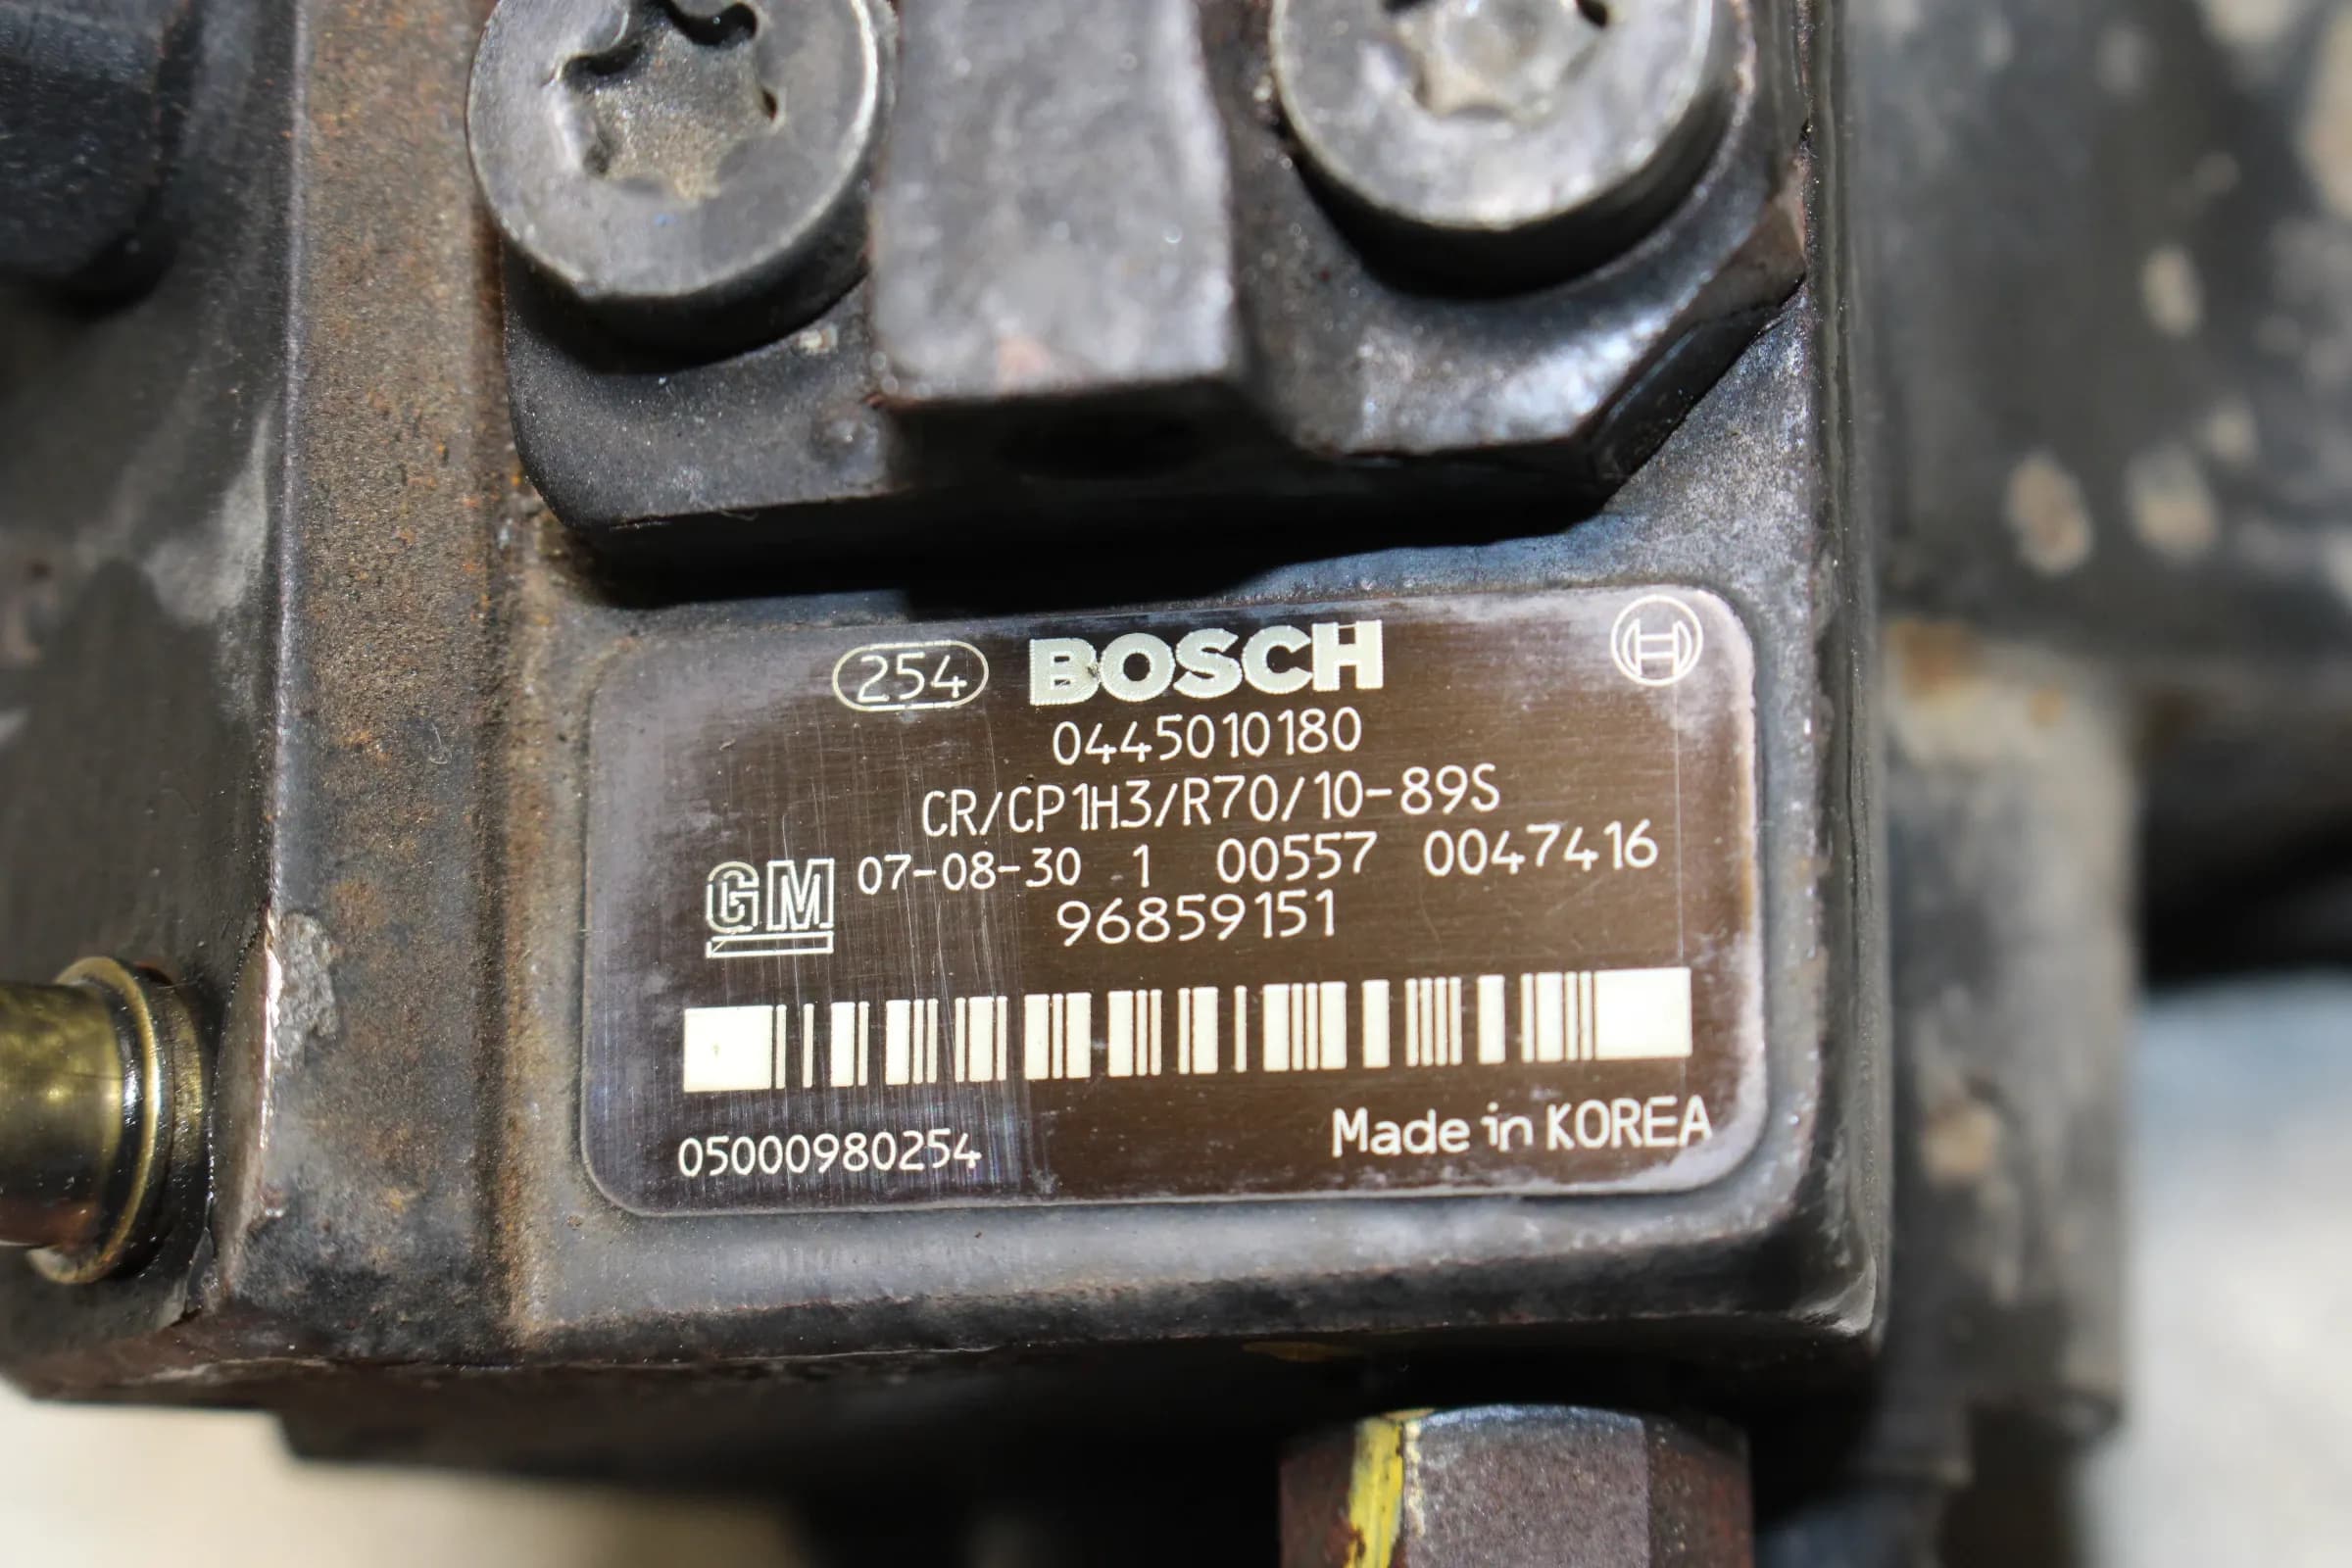 254 BOSCH
0445010180
CR/CP1H3/R70/10-89S
GM 07-08-30 1 00557 0047416
96859151
05000980254 Made in KOREA